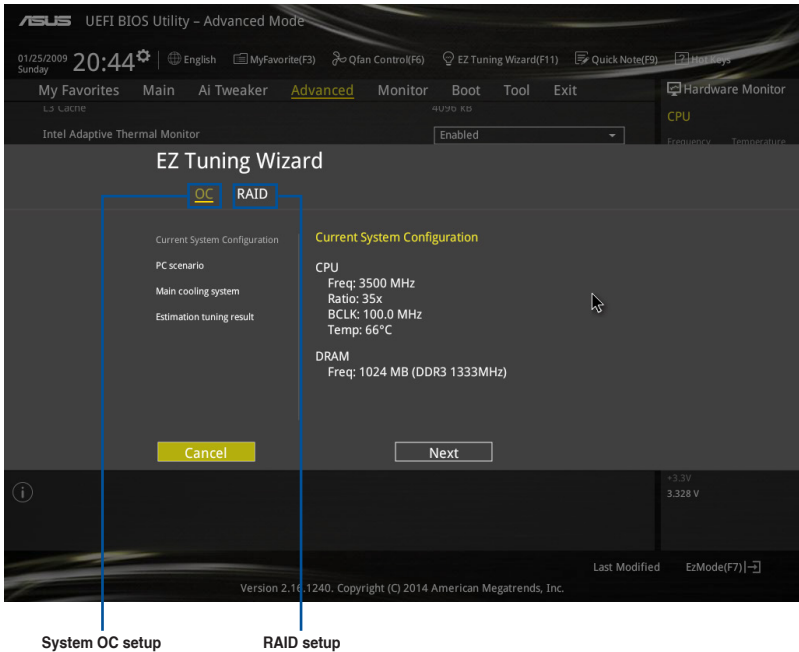 ASUS UEFI BIOS Utility – Advanced Mode
01/25/2009 Sunday 20:44 English MyFavorite(F3) Qfan Control(F6) EZ Tuning Wizard(F11) Quick Note(F9) ? Hot Keys
My Favorites Main Ai Tweaker Advanced Monitor Boot Tool Exit Hardware Monitor
L3 Cache 4096 KB
CPU
Intel Adaptive Thermal Monitor Enabled
Frequency Temperature
EZ Tuning Wizard
OC RAID
Current System Configuration
PC scenario
Main cooling system
Estimation tuning result
Current System Configuration
CPU
Freq: 3500 MHz
Ratio: 35x
BCLK: 100.0 MHz
Temp: 66°C
DRAM
Freq: 1024 MB (DDR3 1333MHz)
Cancel Next
+3.3V
3.328 V
Last Modified EzMode(F7)
Version 2.16.1240. Copyright (C) 2014 American Megatrends, Inc.
System OC setup RAID setup